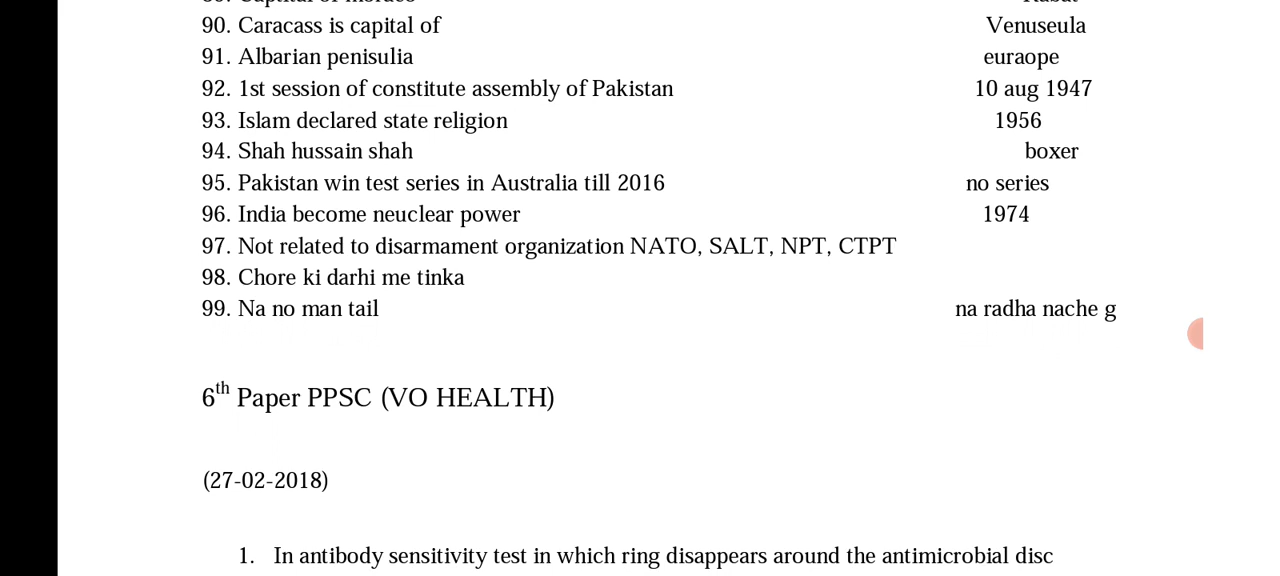 90. Caracass is capital of Venuseula
91. Albarian penisulia euraope
92. 1st session of constitute assembly of Pakistan 10 aug 1947
93. Islam declared state religion 1956
94. Shah hussain shah boxer
95. Pakistan win test series in Australia till 2016 no series
96. India become neuclear power 1974
97. Not related to disarmament organization NATO, SALT, NPT, CTPT
98. Chore ki darhi me tinka
99. Na no man tail na radha nache g
6th Paper PPSC (VO HEALTH)
(27-02-2018)
1. In antibody sensitivity test in which ring disappears around the antimicrobial disc